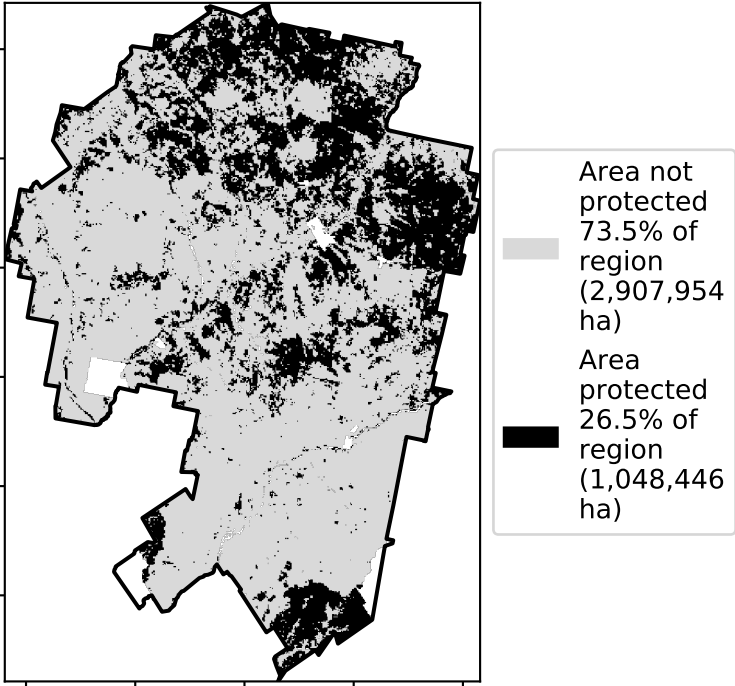 Area not
protected
73.5% of
region
(2,907,954
ha)
Area
protected
26.5% of
region
(1,048,446
ha)